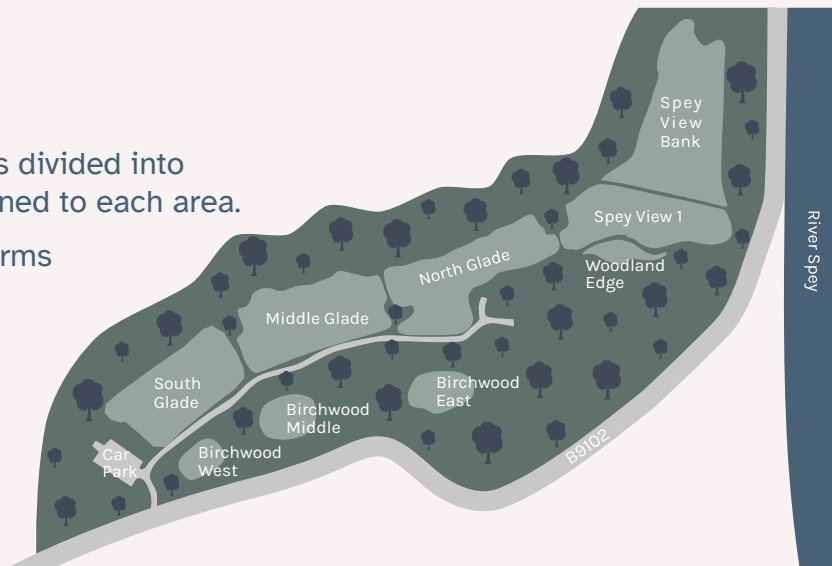 s divided into
ned to each area.
rms
Spey
View
Bank
Spey View 1
Woodland
Edge
North Glade
Middle Glade
South
Glade
Birchwood
East
Birchwood
Middle
Birchwood
West
Car
Park
B9102
River Spey